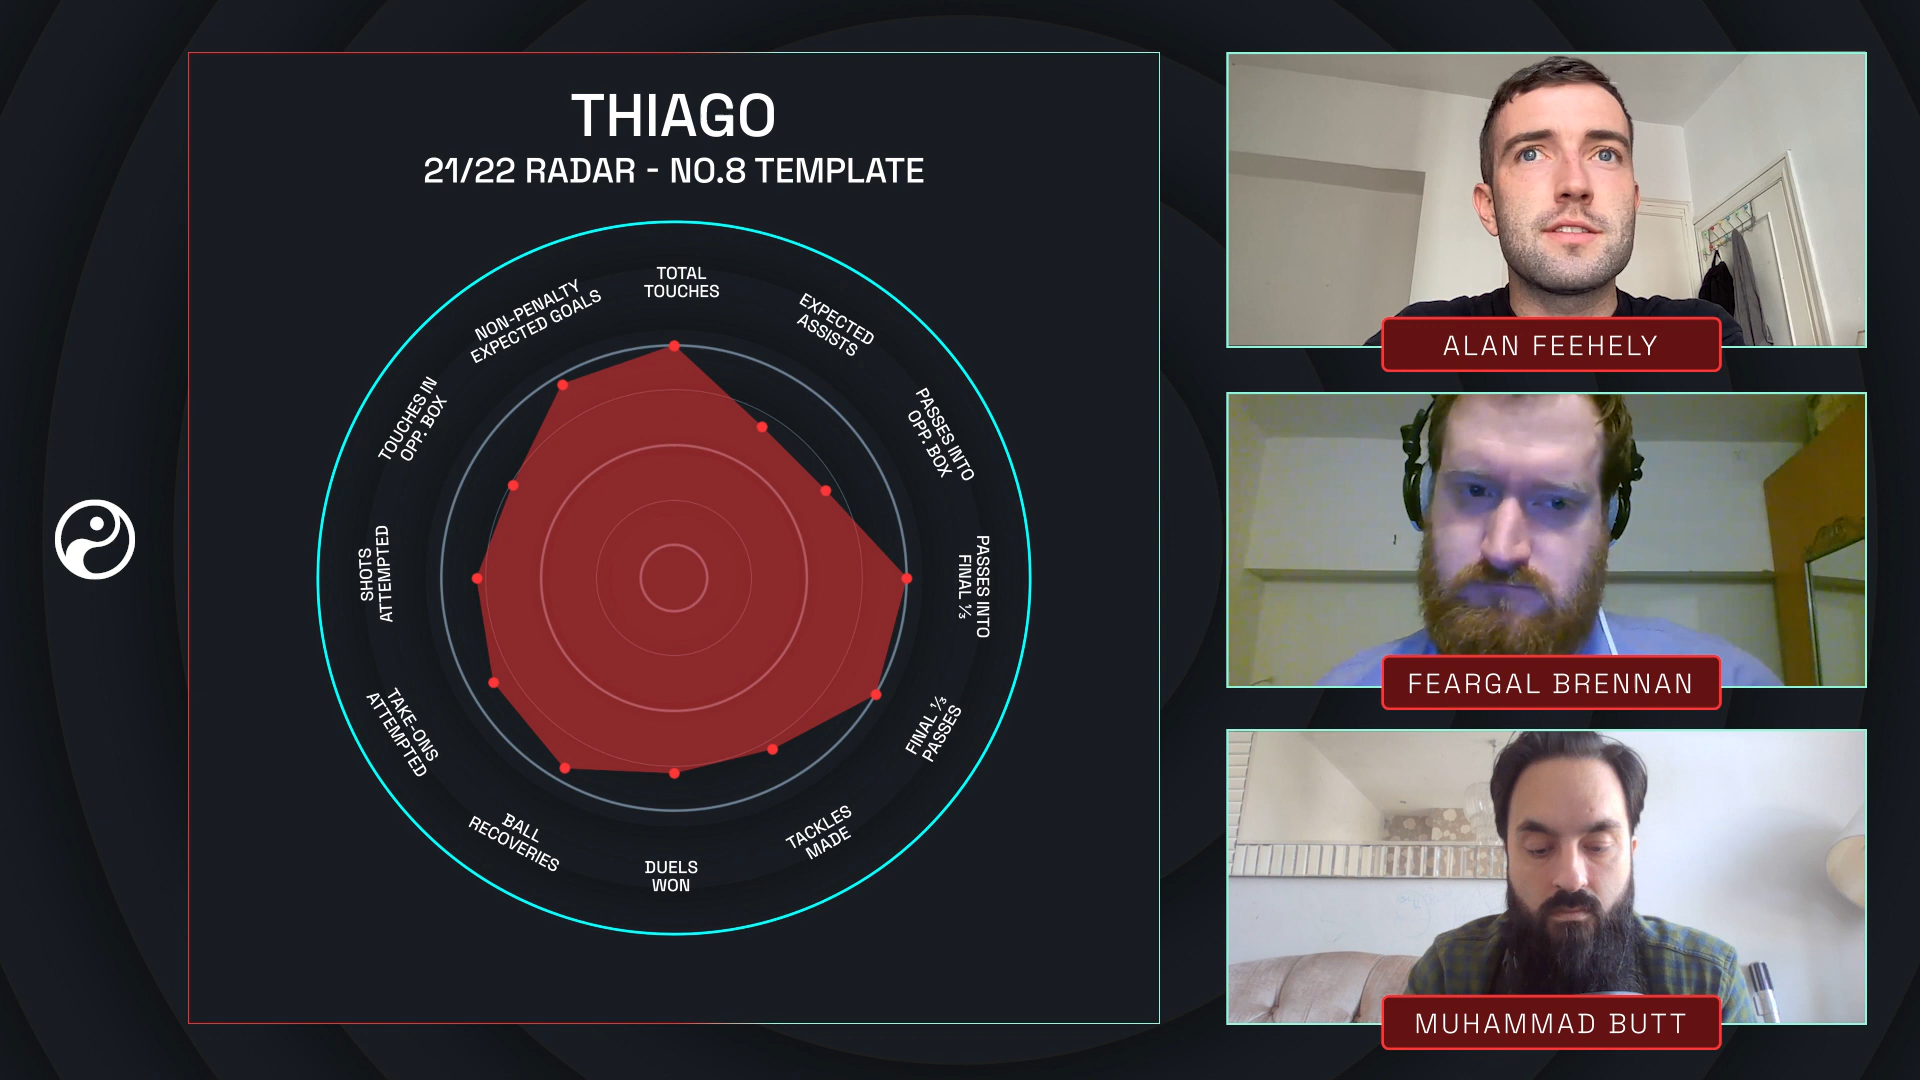 THIAGO
21/22 RADAR - NO.8 TEMPLATE
TOTAL
TOUCHES
EXPECTED
ASSISTS
PASSES INTO
OPP. BOX
PASSES INTO
FINAL ⅓
FINAL ⅓
PASSES
TACKLES
MADE
DUELS
WON
BALL
RECOVERIES
TAKE-ONS
ATTEMPTED
SHOTS
ATTEMPTED
TOUCHES IN
OPP. BOX
NON-PENALTY
EXPECTED GOALS
ALAN FEEHELY
FEARGAL BRENNAN
MUHAMMAD BUTT